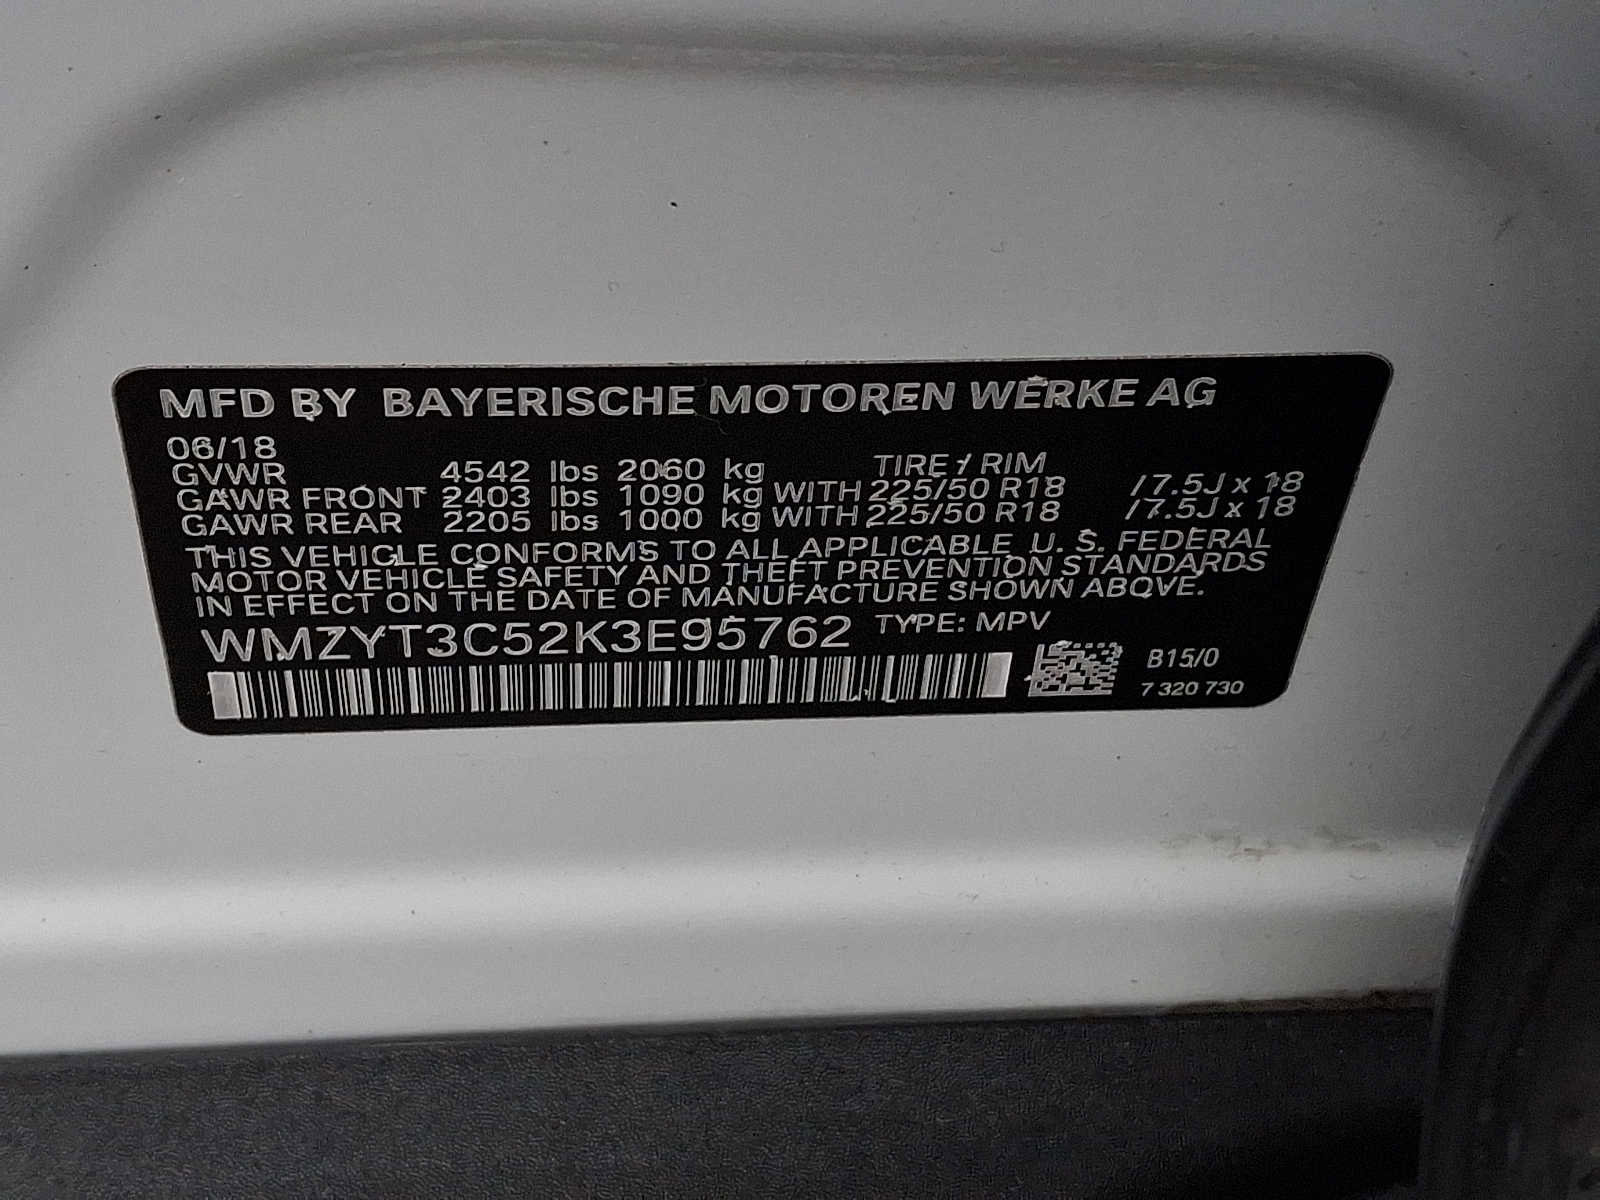 MFD BY BAYERISCHE MOTOREN WERKE AG
06/18
GVWR 4542 lbs 2060 kg TIRE / RIM
GAWR FRONT 2403 lbs 1090 kg WITH 225/50 R18 /7.5J x 18
GAWR REAR 2205 lbs 1000 kg WITH 225/50 R18 /7.5J x 18
THIS VEHICLE CONFORMS TO ALL APPLICABLE U. S. FEDERAL
MOTOR VEHICLE SAFETY AND THEFT PREVENTION STANDARDS
IN EFFECT ON THE DATE OF MANUFACTURE SHOWN ABOVE.
WMZYT3C52K3E95762 TYPE: MPV
B15/0
7 320 730